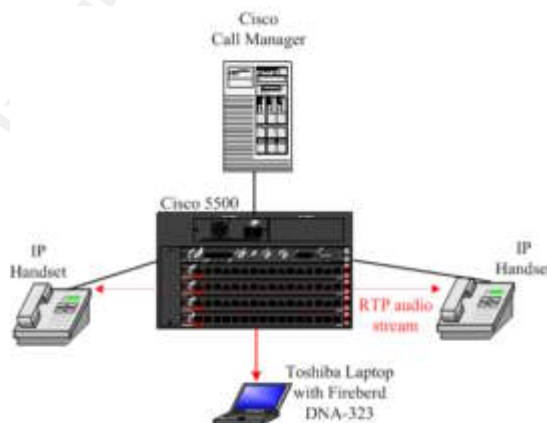 Cisco
Call Manager
Cisco 5500
IP
Handset
IP
Handse
RTP audio
stream
Toshiba Laptop
with Fireberd
DNA-323